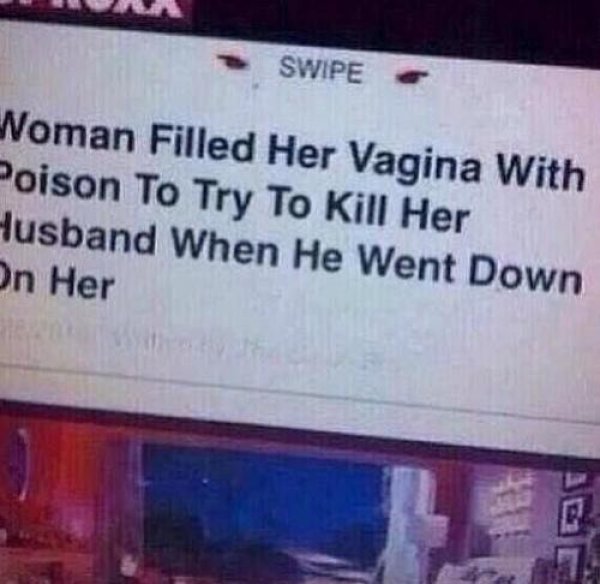 SWIPE
Woman Filled Her Vagina With
Poison To Try To Kill Her
Husband When He Went Down
On Her